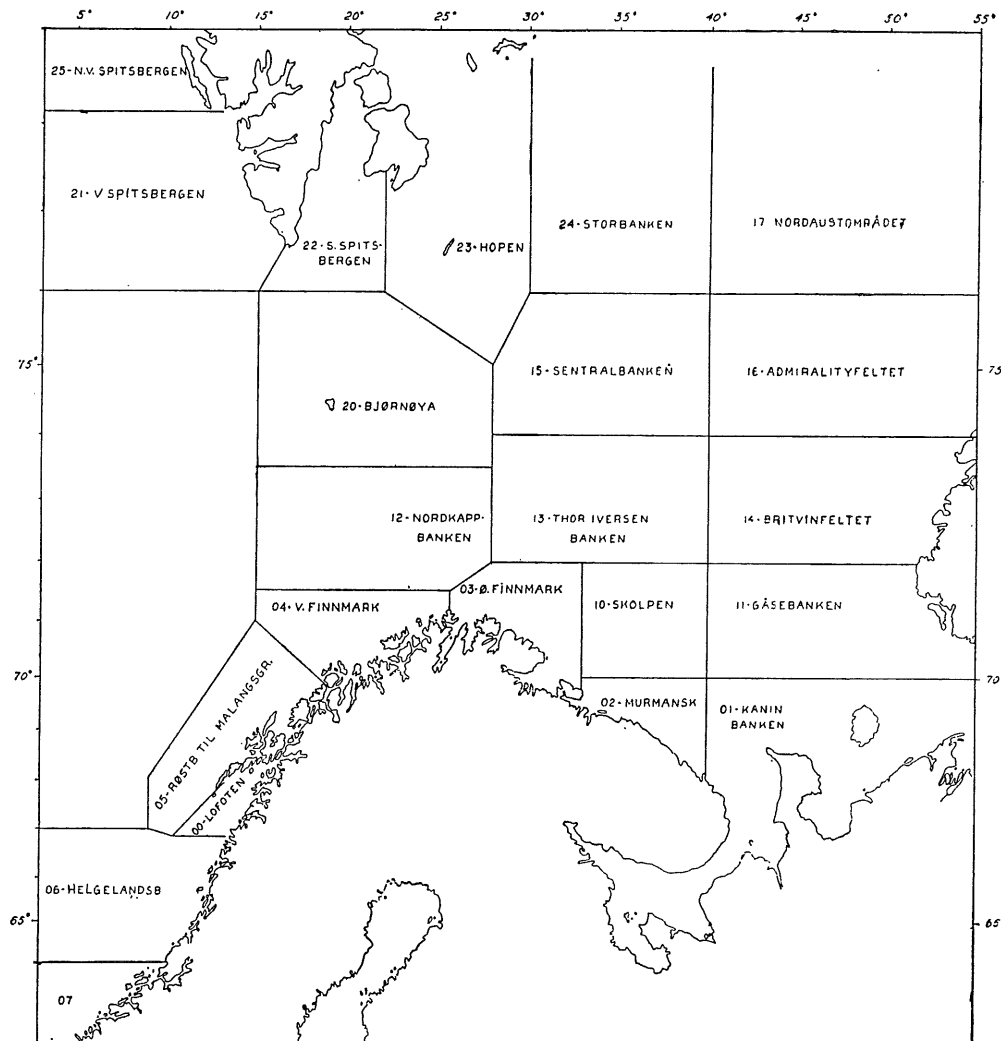 5° 10° 15° 20° 25° 30° 35° 40° 45° 50° 55°
25-N.V. SPITSBERGEN
21-V SPITSBERGEN
22-S.SPITS-
BERGEN
23-HOPEN
24-STORBANKEN
17 NORDAUSTOMRÅDET
75°
75
15-SENTRALBANKEN
16-ADMIRALITYFELTET
20-BJØRNØYA
12-NORDKAPP-
BANKEN
13-THOR IVERSEN
BANKEN
14-BRITVINFELTET
04-V. FINNMARK
03-Ø. FINNMARK
10-SKOLPEN
11-GÅSEBANKEN
70°
70
05-RØSTB TIL MALANGSGR.
02-MURMANSK
01-KANIN
BANKEN
00-LOFOTEN
06-HELGELANDSB
65°
65
07